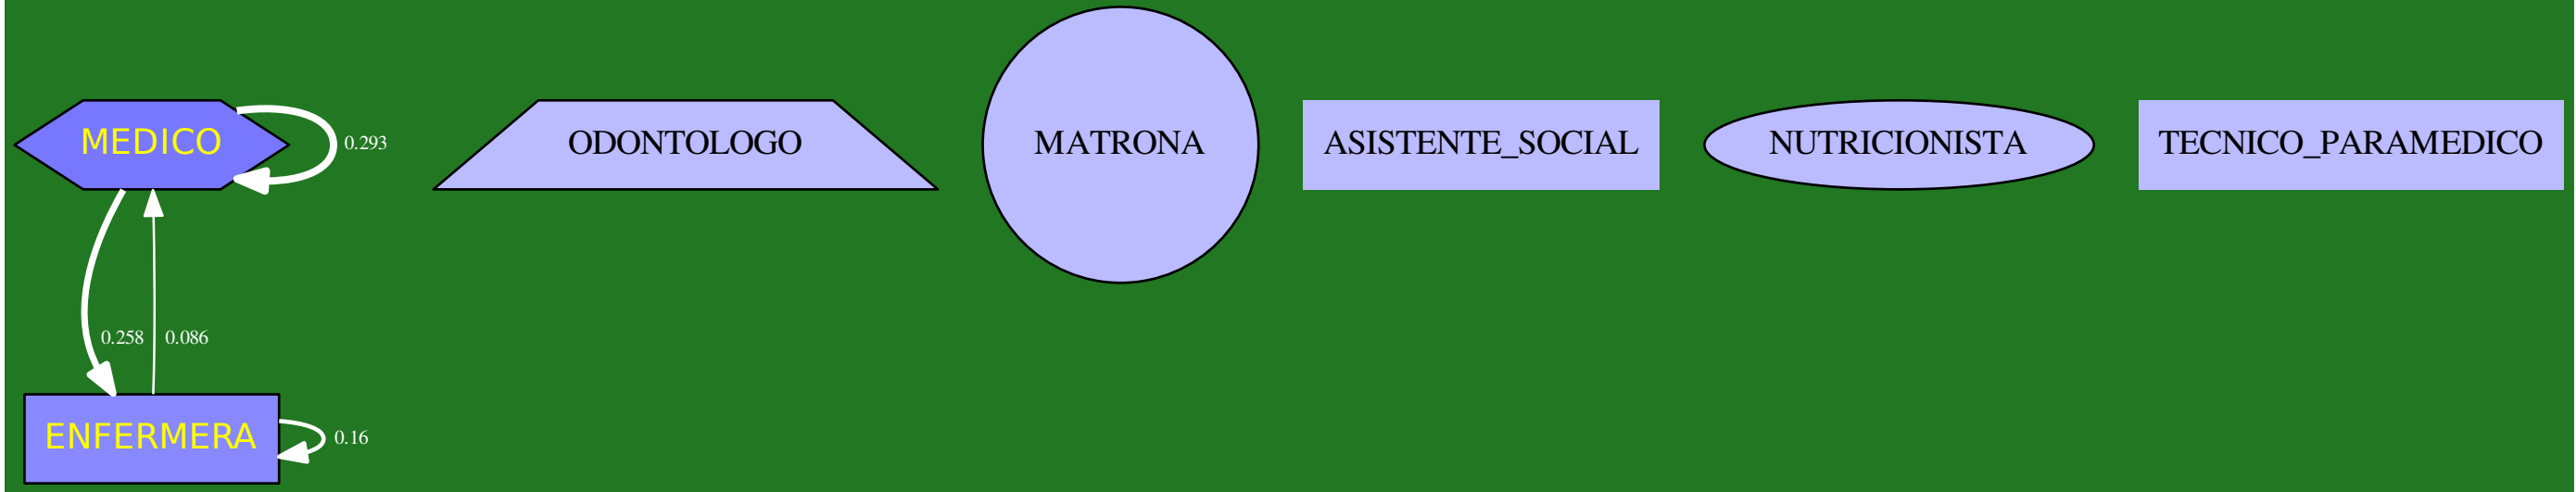 MEDICO
0.293
ODONTOLOGO
MATRONA
ASISTENTE_SOCIAL
NUTRICIONISTA
TECNICO_PARAMEDICO
0.258
0.086
ENFERMERA
0.16